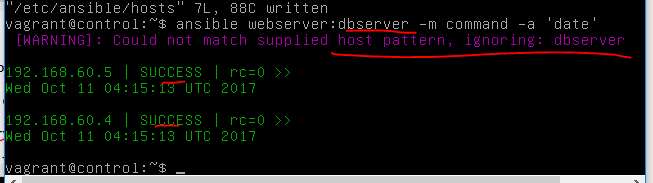 "/etc/ansible/hosts" 7L, 88C written
vagrant@control:~$ ansible webserver:dbserver -m command -a 'date'
 [WARNING]: Could not match supplied host pattern, ignoring: dbserver
192.168.60.5 | SUCCESS | rc=0 >>
Wed Oct 11 04:15:13 UTC 2017
192.168.60.4 | SUCCESS | rc=0 >>
Wed Oct 11 04:15:13 UTC 2017
vagrant@control:~$ _